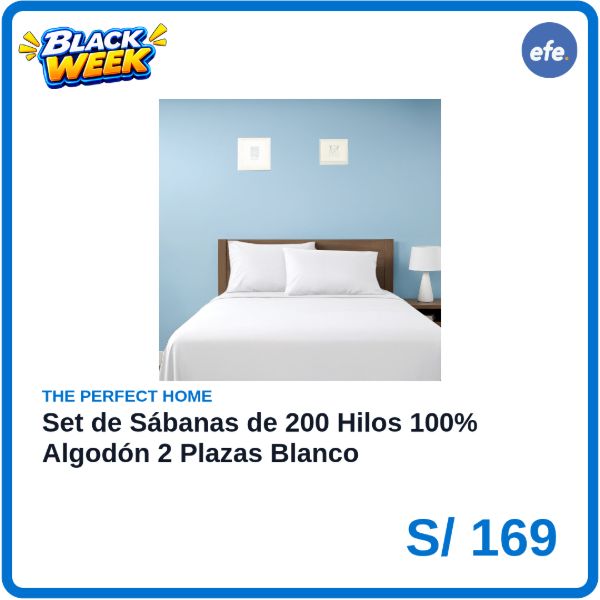 BLACK
WEEK
efe.
THE PERFECT HOME
Set de Sábanas de 200 Hilos 100%
Algodón 2 Plazas Blanco
S/ 169